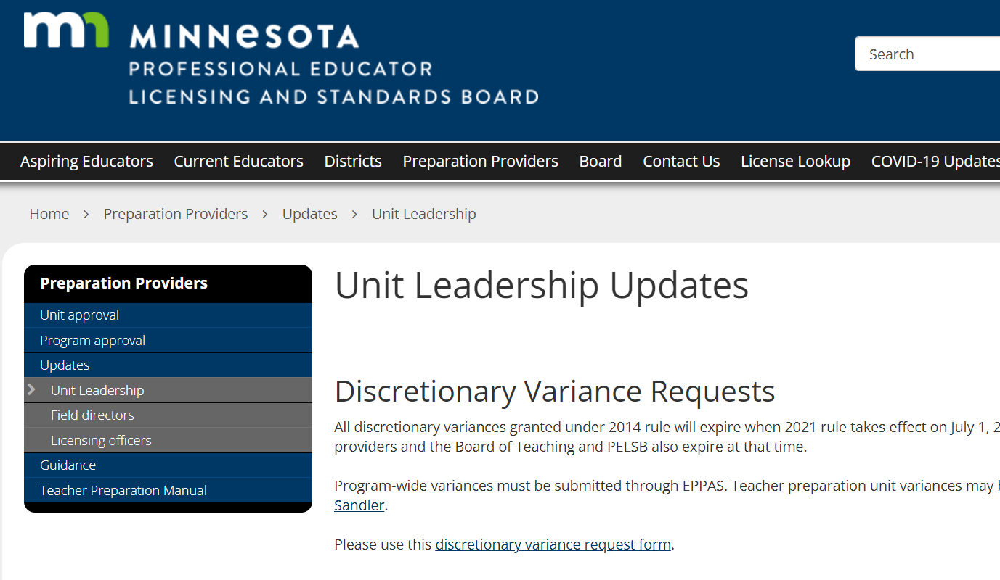 mn MINNESOTA
PROFESSIONAL EDUCATOR
LICENSING AND STANDARDS BOARD
Search
Aspiring Educators Current Educators Districts Preparation Providers Board Contact Us License Lookup COVID-19 Updates
Home > Preparation Providers > Updates > Unit Leadership
Preparation Providers
Unit approval
Program approval
Updates
Unit Leadership
Field directors
Licensing officers
Guidance
Teacher Preparation Manual
Unit Leadership Updates
Discretionary Variance Requests
All discretionary variances granted under 2014 rule will expire when 2021 rule takes effect on July 1,
providers and the Board of Teaching and PELSB also expire at that time.
Program-wide variances must be submitted through EPPAS. Teacher preparation unit variances may
Sandler.
Please use this discretionary variance request form.